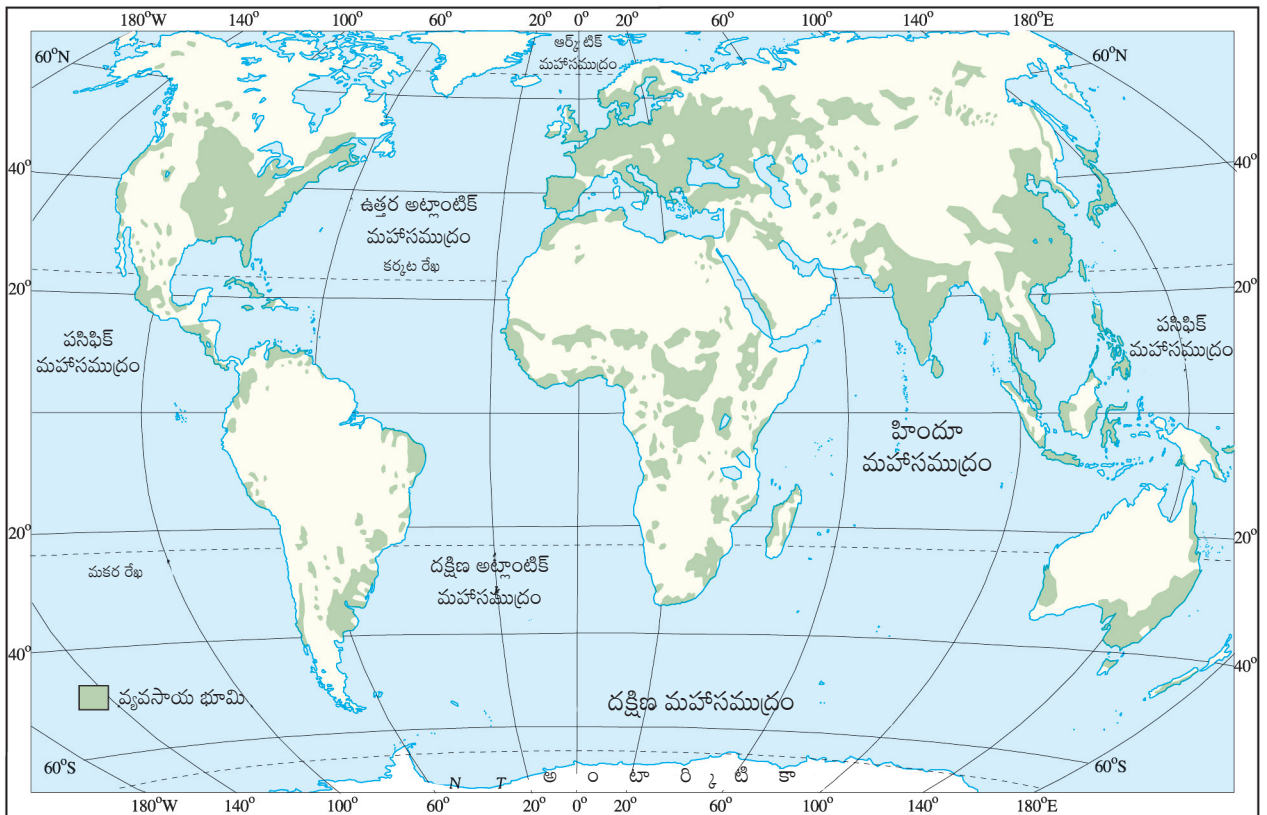 180°W 140° 100° 60° 20° 0° 20° 60° 100° 140° 180°E
ఆర్క్ టిక్
మహాసముద్రం
60°N 60°N
40° 40°
ఉత్తర అట్లాంటిక్
మహాసముద్రం
కర్కట రేఖ
20° 20°
పసిఫిక్
మహాసముద్రం
పసిఫిక్
మహాసముద్రం
హిందూ
మహాసముద్రం
20° 20°
మకర రేఖ
దక్షిణ అట్లాంటిక్
మహాసముద్రం
40° 40°
వ్యవసాయ భూమి
దక్షిణ మహాసముద్రం
60°S 60°S
N T అ ం టా ర్కి టి కా
180°W 140° 100° 60° 20° 0° 20° 60° 100° 140° 180°E